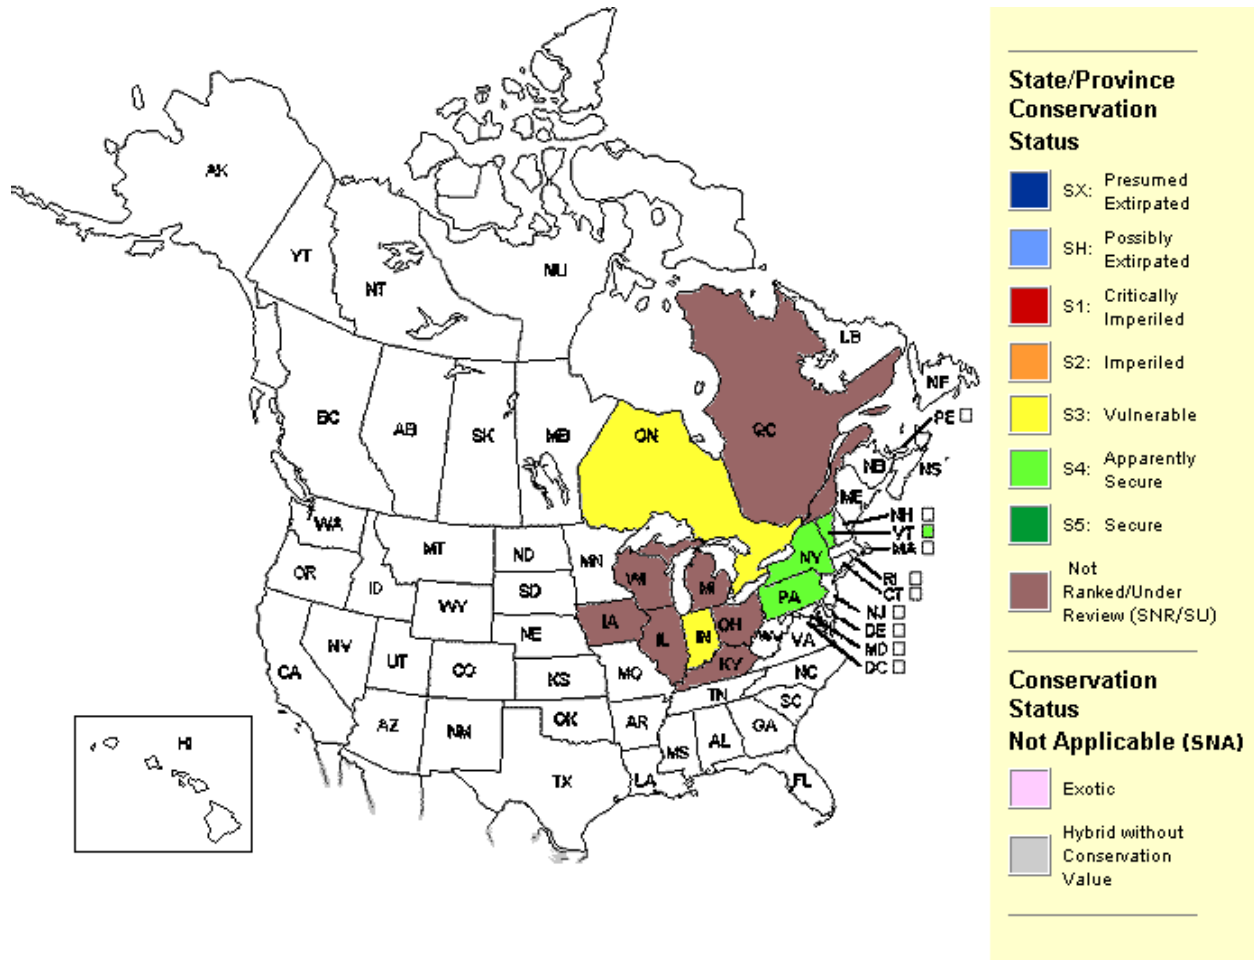 AK
YT
NT
NU
BC
AB
SK
MB
ON
QC
LB
NF
PE
NB
NS
ME
NH
VT
MA
RI
CT
NJ
DE
MD
DC
WA
OR
ID
MT
ND
SD
MN
WI
MI
NY
PA
WY
NE
IA
IL
IN
OH
WV
VA
KY
NV
CA
UT
CO
KS
MO
TN
NC
SC
AZ
NM
OK
AR
MS
AL
GA
TX
LA
FL
HI
State/Province
Conservation
Status
SX: Presumed
Extirpated
SH: Possibly
Extirpated
S1: Critically
Imperiled
S2: Imperiled
S3: Vulnerable
S4: Apparently
Secure
S5: Secure
Not
Ranked/Under
Review (SNR/SU)
Conservation
Status
Not Applicable (SNA)
Exotic
Hybrid without
Conservation
Value